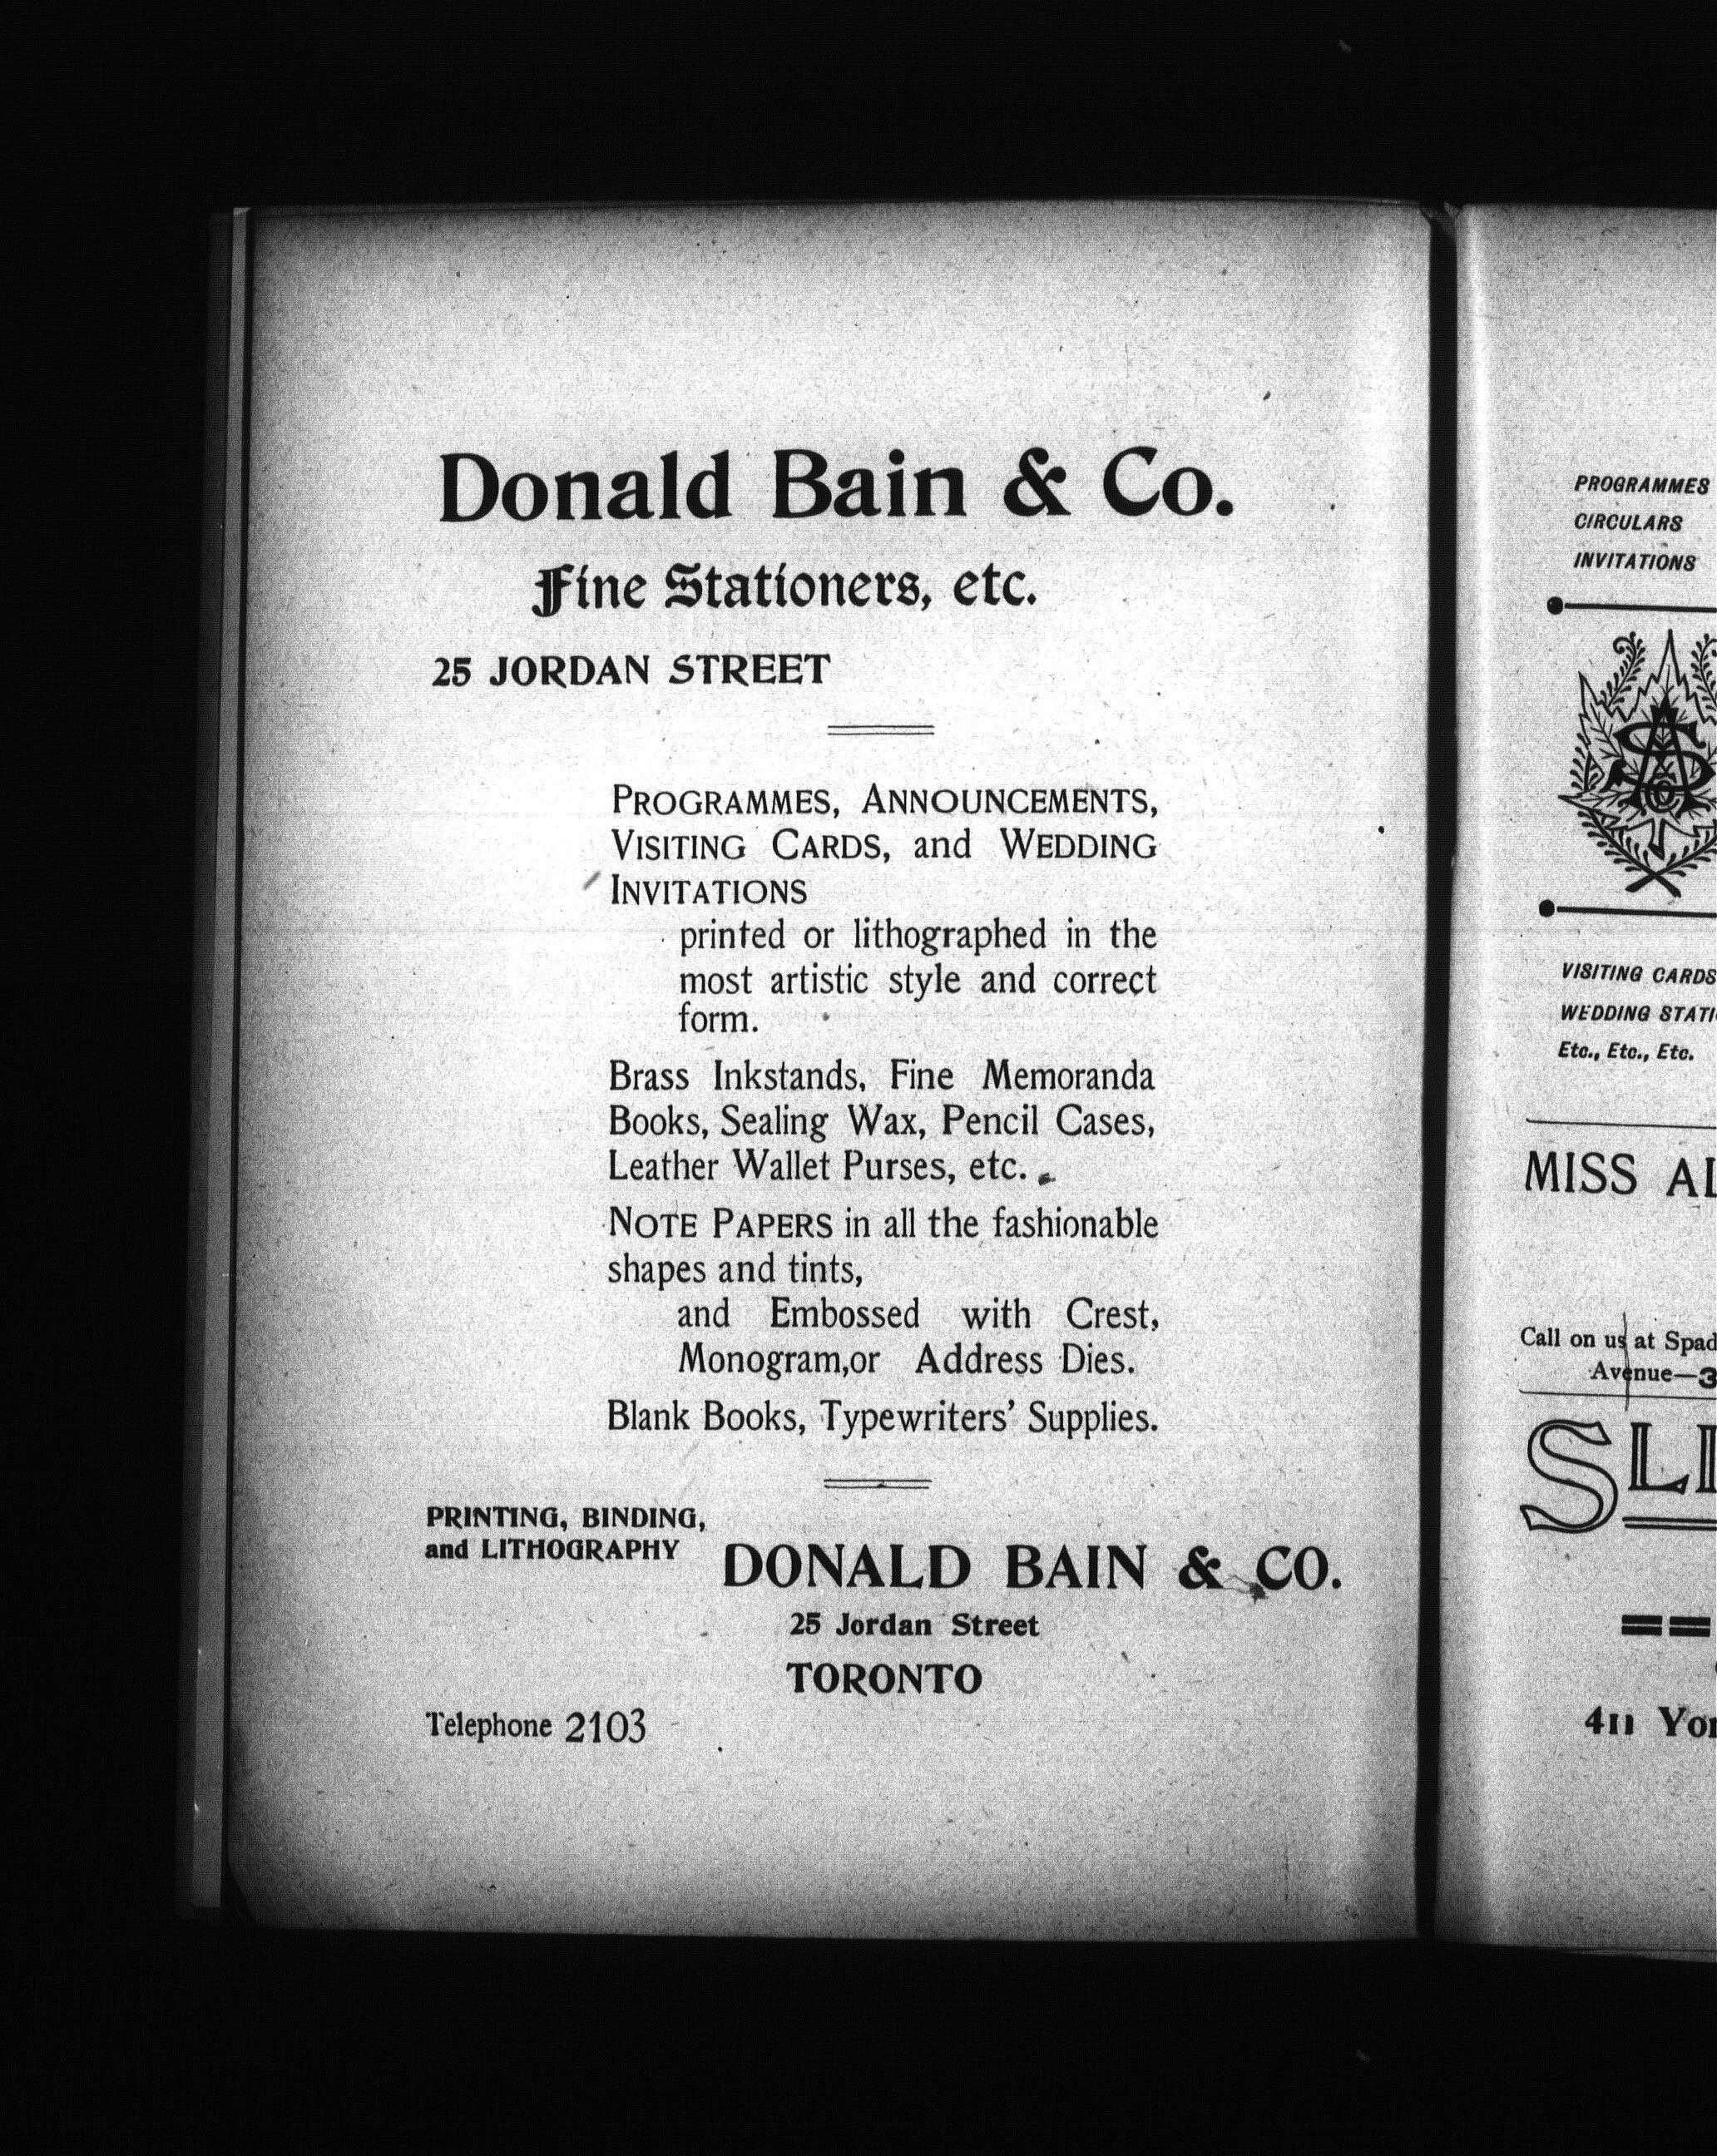 Donald Bain & Co.
Fine Stationers, etc.
25 JORDAN STREET
PROGRAMMES, ANNOUNCEMENTS,
VISITING CARDS, and WEDDING
INVITATIONS
printed or lithographed in the
most artistic style and correct
form.
Brass Inkstands, Fine Memoranda
Books, Sealing Wax, Pencil Cases,
Leather Wallet Purses, etc.
NOTE PAPERS in all the fashionable
shapes and tints,
and Embossed with Crest,
Monogram,or Address Dies.
Blank Books, Typewriters' Supplies.
PRINTING, BINDING,
and LITHOGRAPHY
DONALD BAIN & CO.
25 Jordan Street
TORONTO
Telephone 2103
PROGRAMMES
CIRCULARS
INVITATIONS
VISITING CARDS
WEDDING
Etc., Etc., Etc.
MISS
Call on us at
Avenue—
411